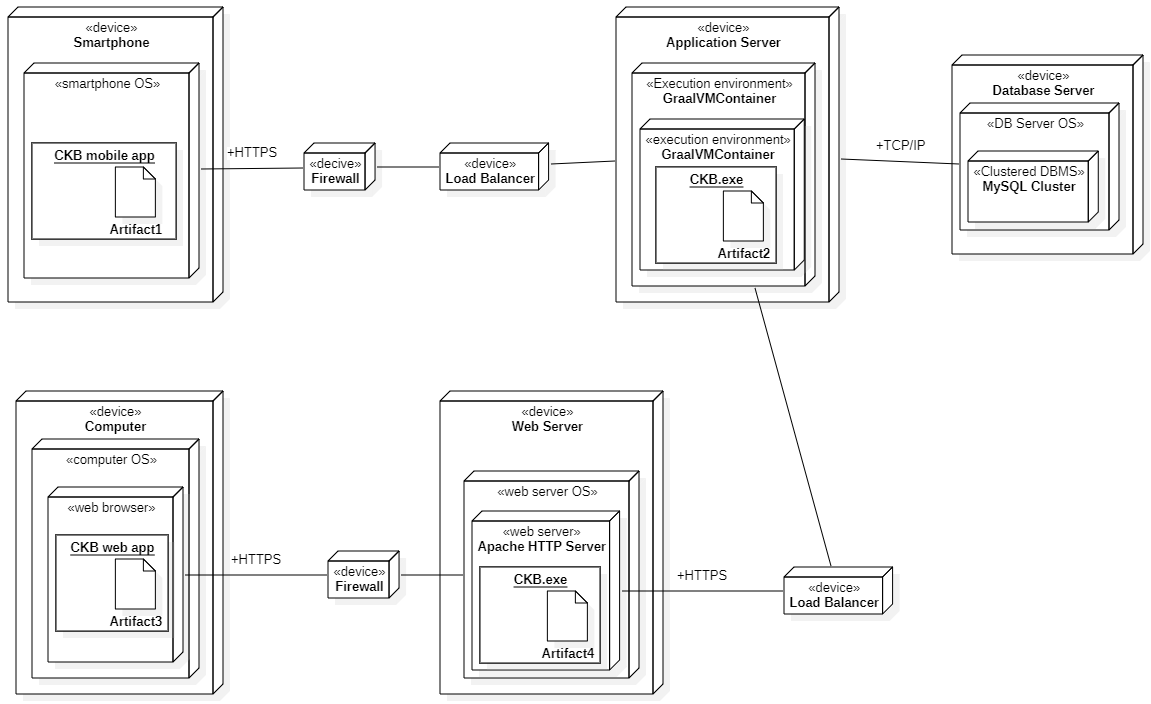 «device»
Smartphone
«smartphone OS»
CKB mobile app
Artifact1
+HTTPS
«decive»
Firewall
«device»
Load Balancer
«device»
Application Server
«Execution environment»
GraalVMContainer
«execution environment»
GraalVMContainer
CKB.exe
Artifact2
+TCP/IP
«device»
Database Server
«DB Server OS»
«Clustered DBMS»
MySQL Cluster
«device»
Computer
«computer OS»
«web browser»
CKB web app
Artifact3
+HTTPS
«device»
Firewall
«device»
Web Server
«web server OS»
«web server»
Apache HTTP Server
CKB.exe
Artifact4
+HTTPS
«device»
Load Balancer